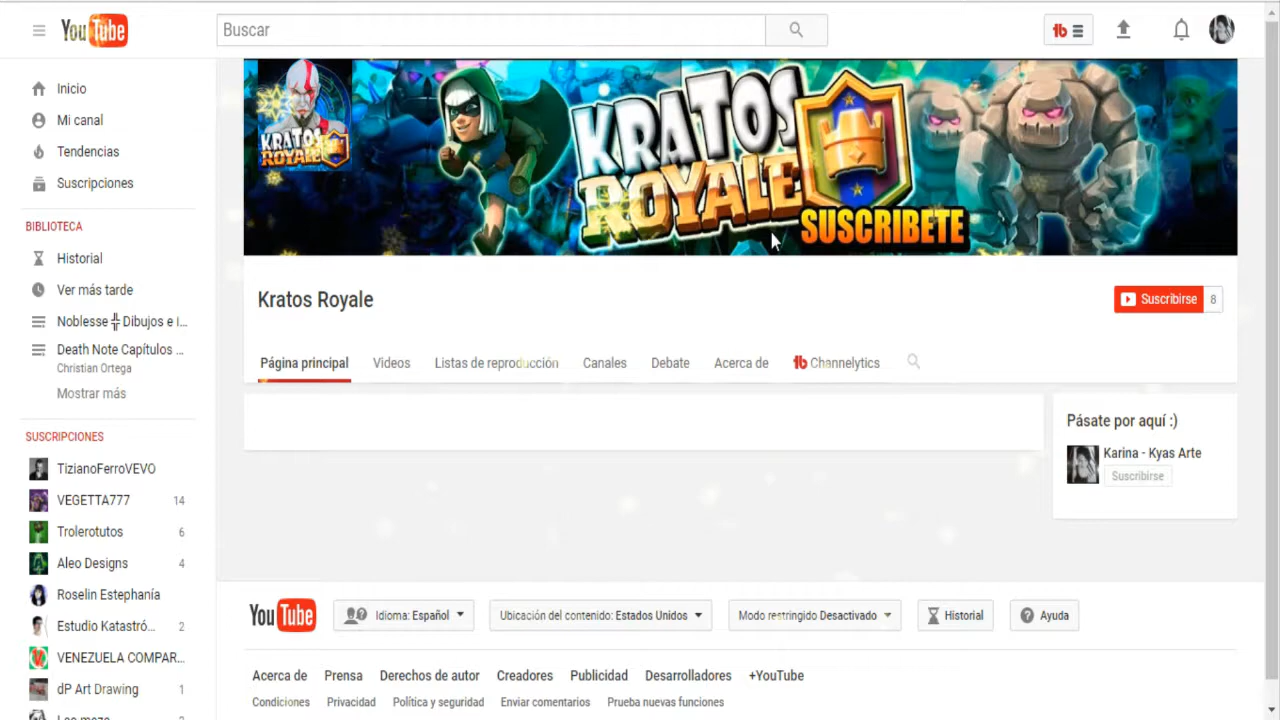 YouTube
Buscar
Inicio
Mi canal
Tendencias
Suscripciones
BIBLIOTECA
Historial
Ver más tarde
Noblesse ╬ Dibujos e i...
Death Note Capítulos ...
Christian Ortega
Mostrar más
SUSCRIPCIONES
TizianoFerroVEVO
VEGETTA777 14
Trolerotutos 6
Aleo Designs 4
Roselin Estephanía
Estudio Katastró... 2
VENEZUELA COMPAR...
dP Art Drawing 1
KRATOS
ROYALE
KRATOS
ROYALE
SUSCRIBETE
Kratos Royale
Suscribirse 8
Página principal Videos Listas de reproducción Canales Debate Acerca de Channelytics
Pásate por aquí :)
Karina - Kyas Arte
Suscribirse
YouTube Idioma: Español Ubicación del contenido: Estados Unidos Modo restringido Desactivado Historial Ayuda
Acerca de Prensa Derechos de autor Creadores Publicidad Desarrolladores +YouTube
Condiciones Privacidad Política y seguridad Enviar comentarios Prueba nuevas funciones